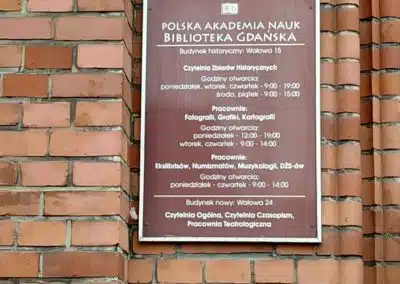 BG
POLSKA AKADEMIA NAUK
BIBLIOTEKA GDAŃSKA
Budynek historyczny: Wałowa 15
Czytelnia Zbiorów Historycznych
Godziny otwarcia:
poniedziałek, wtorek, czwartek - 9:00 - 19:00
środa, piątek - 9:00 - 15:00
Pracownie:
Fotografii, Grafiki, Kartografii
Godziny otwarcia:
poniedziałek - 12:00 - 19:00
wtorek, czwartek - 9:00 - 14:00
Pracownie:
Ekslibrisów, Numizmatów, Muzykologii, DŻS-ów
Godziny otwarcia:
poniedziałek - czwartek - 9:00 - 14:00
Budynek nowy: Wałowa 24
Czytelnia Ogólna, Czytelnia Czasopism,
Pracownia Teatrologiczna